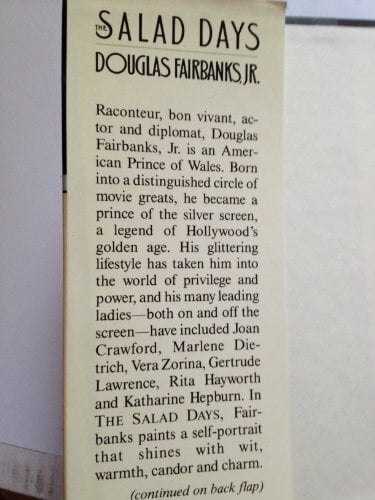 THE SALAD DAYS
DOUGLAS FAIRBANKS, JR.
Raconteur, bon vivant, ac-
tor and diplomat, Douglas
Fairbanks, Jr. is an Amer-
ican Prince of Wales. Born
into a distinguished circle of
movie greats, he became a
prince of the silver screen,
a legend of Hollywood's
golden age. His glittering
lifestyle has taken him into
the world of privilege and
power, and his many leading
ladies—both on and off the
screen—have included Joan
Crawford, Marlene Die-
trich, Vera Zorina, Gertrude
Lawrence, Rita Hayworth
and Katharine Hepburn. In
THE SALAD DAYS, Fair-
banks paints a self-portrait
that shines with wit,
warmth, candor and charm.
(continued on back flap)